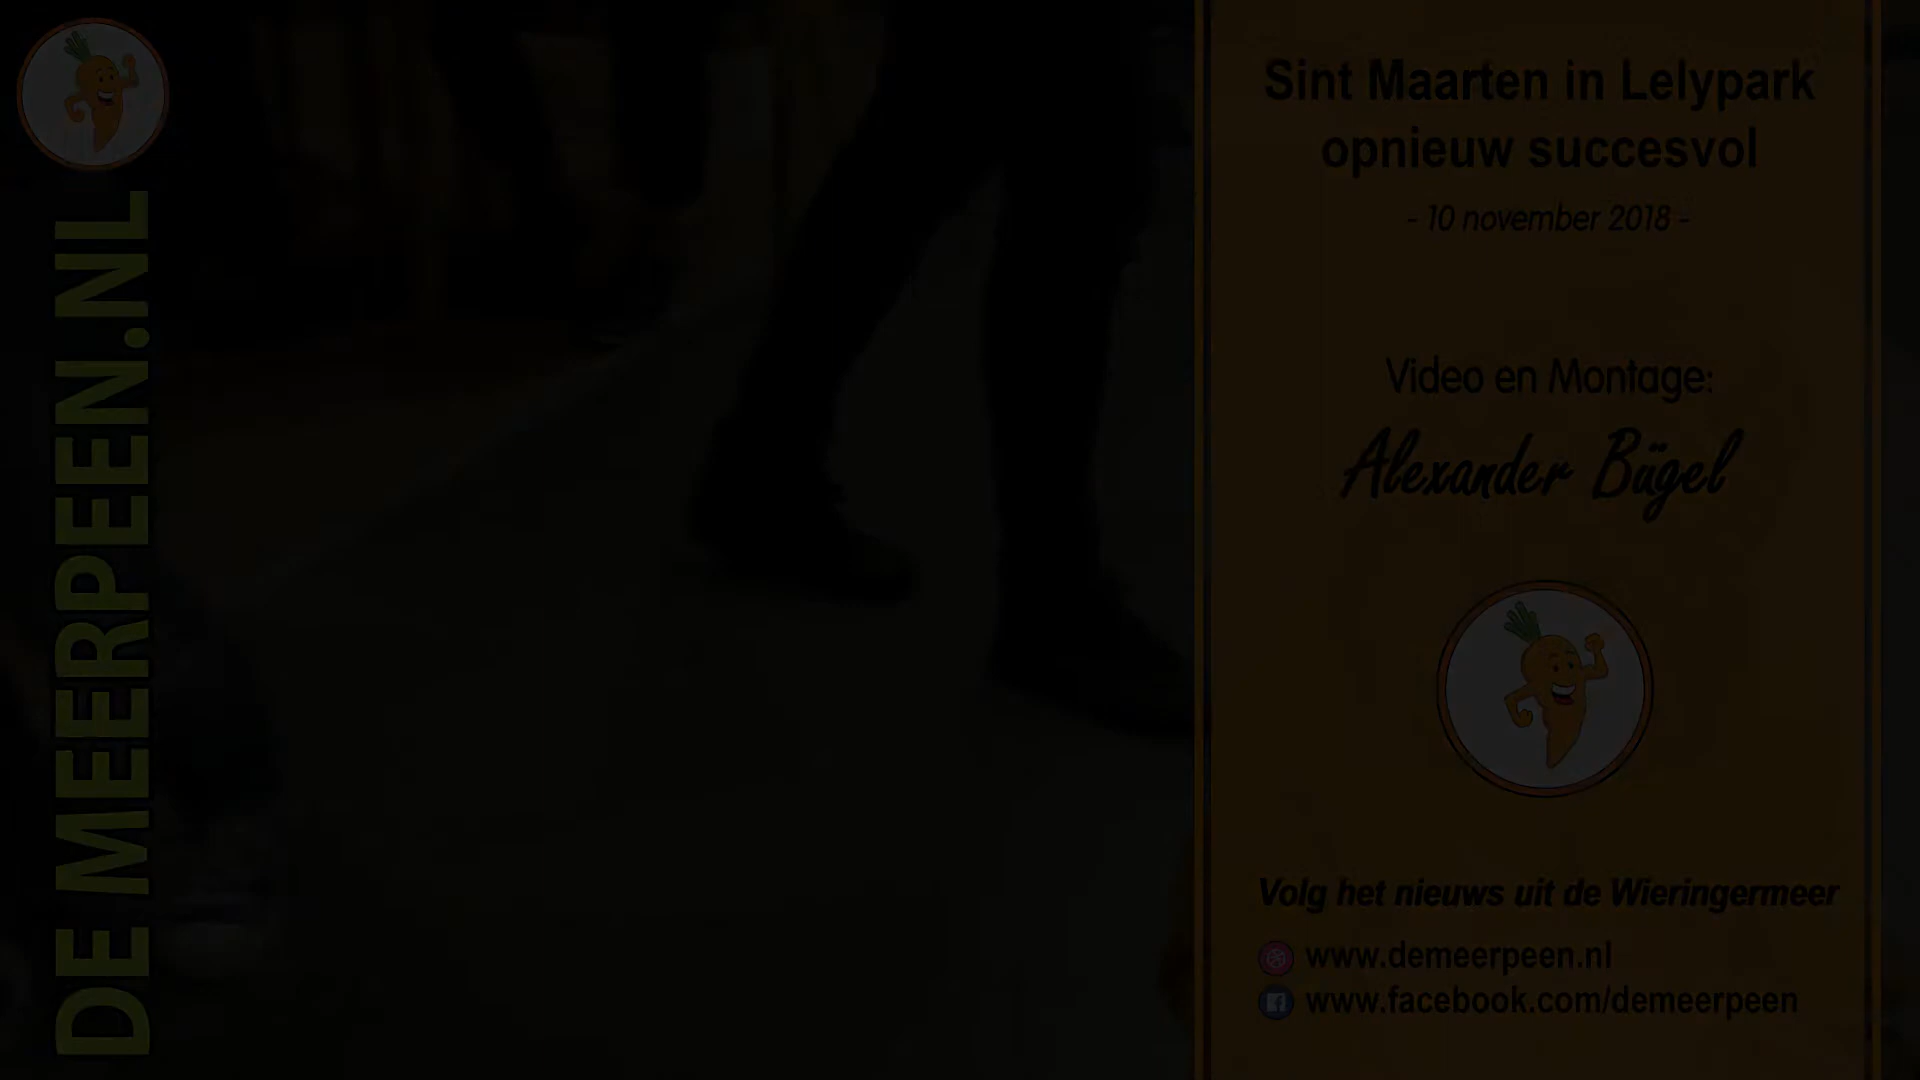 DE MEERPEEN.NL
Sint Maarten in Lelypark
opnieuw succesvol
- 10 november 2018 -
Video en Montage:
Alexander Bügel
Volg het nieuws uit de Wieringermeer
www.demeerpeen.nl
www.facebook.com/demeerpeen